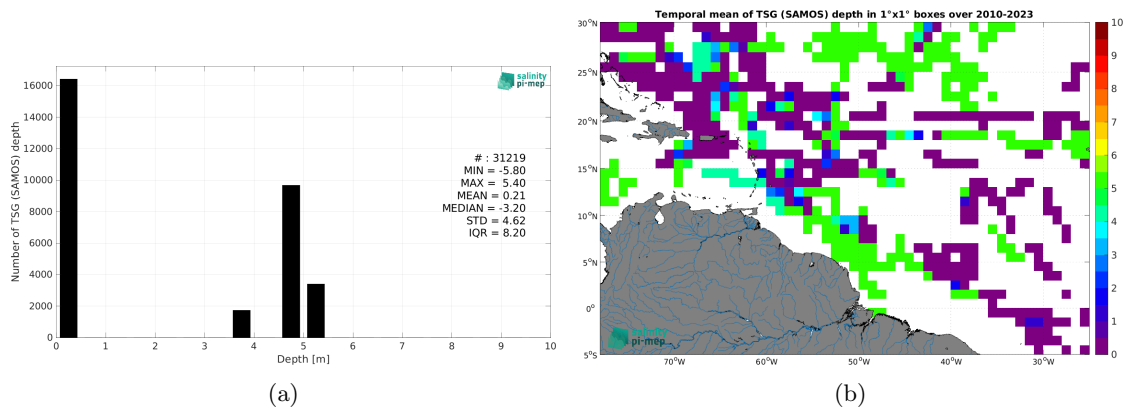 16000
14000
12000
10000
8000
6000
4000
2000
0
Number of TSG (SAMOS) depth
salinity
pi-mep
# : 31219
MIN = -5.80
MAX = 5.40
MEAN = 0.21
MEDIAN = -3.20
STD = 4.62
IQR = 8.20
0 1 2 3 4 5 6 7 8 9 10
Depth [m]
(a)
Temporal mean of TSG (SAMOS) depth in 1°x1° boxes over 2010-2023
30°N
25°N
20°N
15°N
10°N
5°N
0°
5°S
70°W 60°W 50°W 40°W 30°W
salinity
pi-mep
10
9
8
7
6
5
4
3
2
1
0
(b)